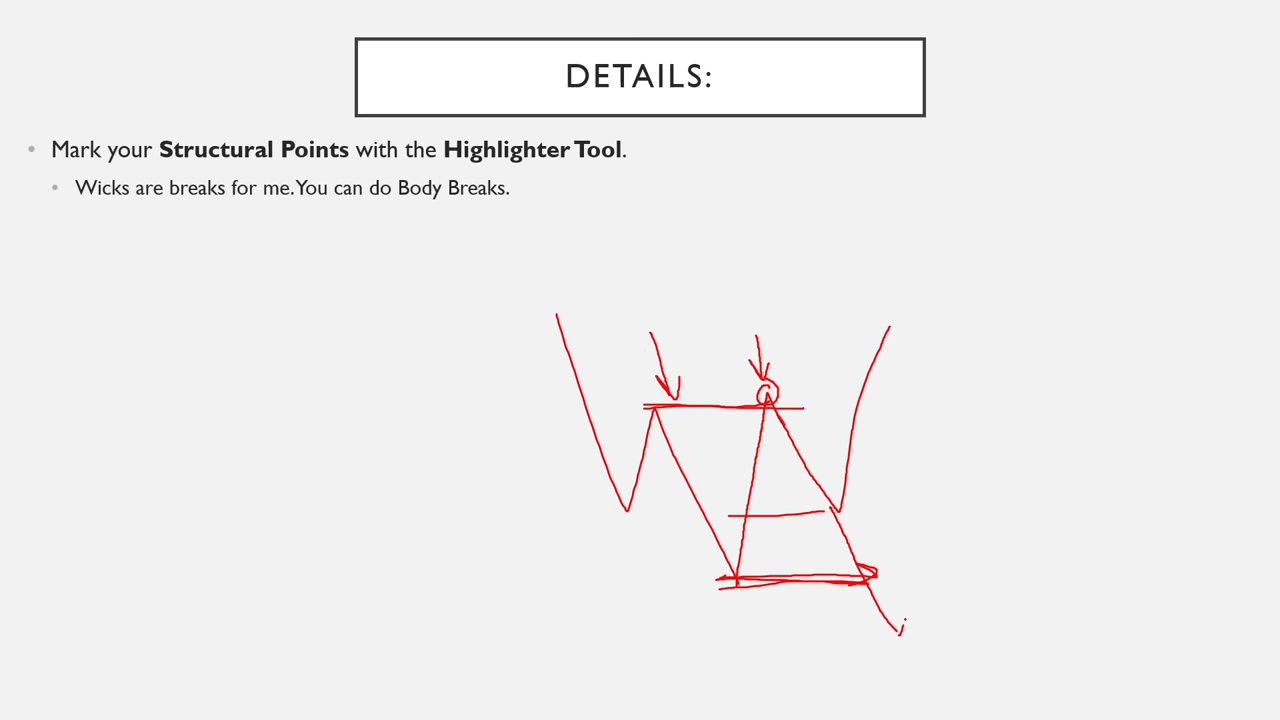 DETAILS:
• Mark your Structural Points with the Highlighter Tool.
• Wicks are breaks for me.You can do Body Breaks.